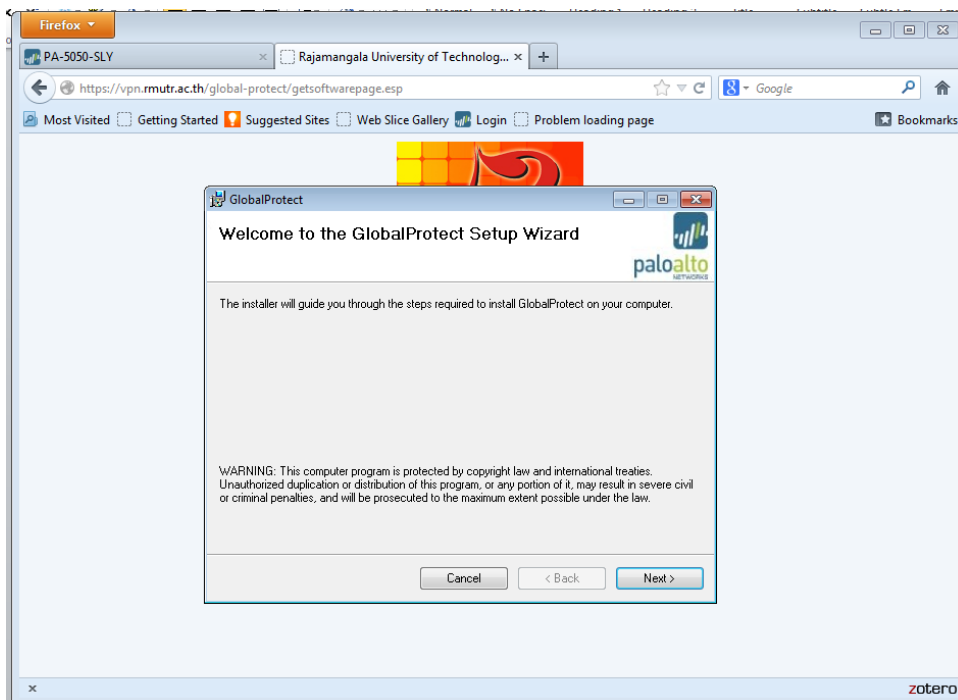 Firefox
PA-5050-SLY
Rajamangala University of Technolog...
https://vpn.rmutr.ac.th/global-protect/getsoftwarepage.esp
Google
Most Visited Getting Started Suggested Sites Web Slice Gallery Login Problem loading page Bookmarks
GlobalProtect
Welcome to the GlobalProtect Setup Wizard
paloalto
NETWORKS
The installer will guide you through the steps required to install GlobalProtect on your computer.
WARNING: This computer program is protected by copyright law and international treaties.
Unauthorized duplication or distribution of this program, or any portion of it, may result in severe civil
or criminal penalties, and will be prosecuted to the maximum extent possible under the law.
Cancel < Back Next >
zotero